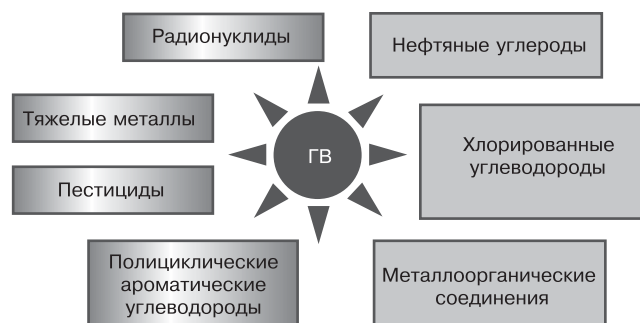 Радионуклиды
Нефтяные углероды
Тяжелые металлы
Хлорированные
углеводороды
ГВ
Пестициды
Полициклические
ароматические
углеводороды
Металлоорганические
соединения